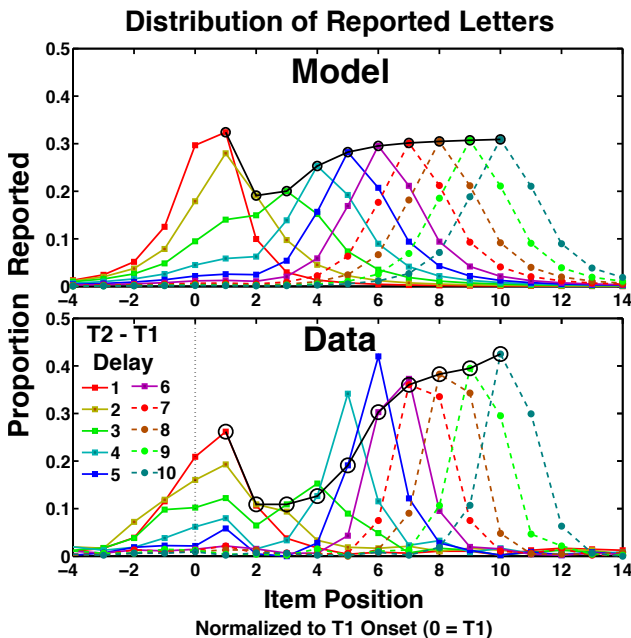 Distribution of Reported Letters
Model
0.5
0.4
0.3
0.2
0.1
0
−4 −2 0 2 4 6 8 10 12 14
Proportion Reported
Data
T2 - T1
Delay
1 6
2 7
3 8
4 9
5 10
0.5
0.4
0.3
0.2
0.1
0
−4 −2 0 2 4 6 8 10 12 14
Item Position
Normalized to T1 Onset (0 = T1)